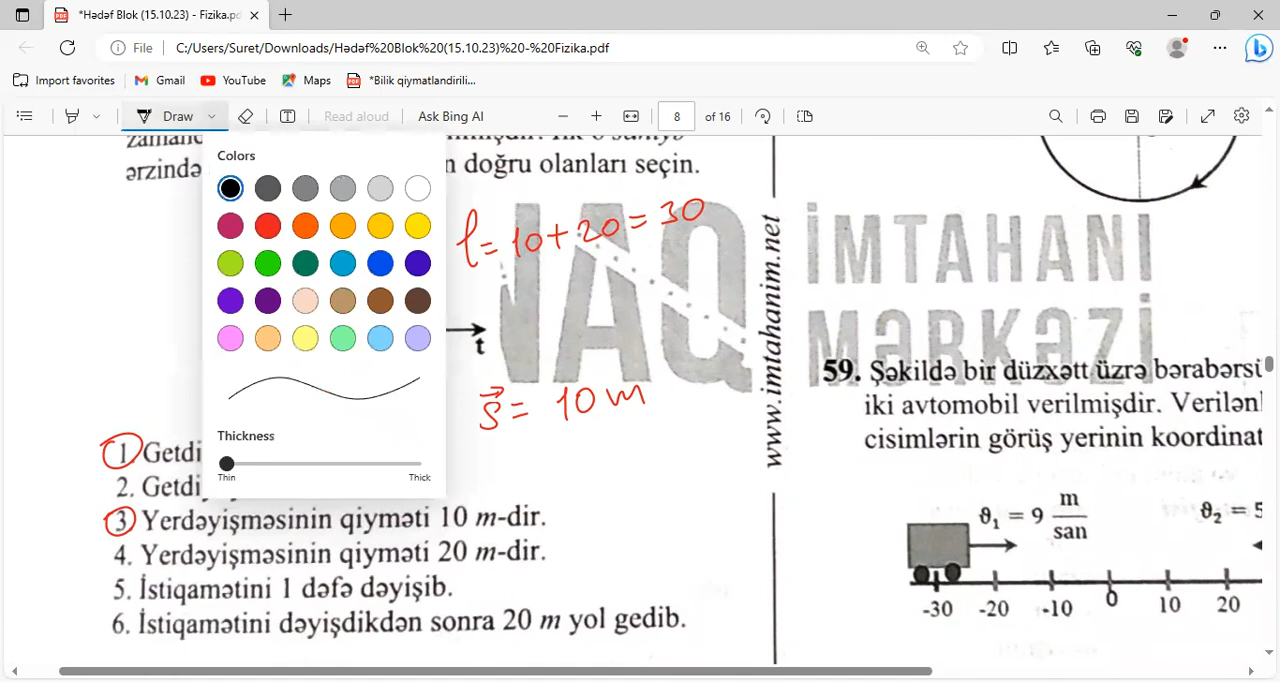 *Hədəf Blok (15.10.23) - Fizika.pd
File
C:/Users/Suret/Downloads/Hədəf%20Blok%20(15.10.23)%20-%20Fizika.pdf
Import favorites
Gmail
YouTube
Maps
*Bilik qiymatləndirili...
Draw
Read aloud
Ask Bing AI
8
of 16
ərzində
n doğru olanları seçin.
Colors
Thickness
Thin
Thick
l = 10+20 = 30
t
s = 10 m
1. Getdi
2. Getdi
3. Yerdəyişməsinin qiyməti 10 m-dir.
4. Yerdəyişməsinin qiyməti 20 m-dir.
5. İstiqamətini 1 dəfə dəyişib.
6. İstiqamətini dəyişdikdən sonra 20 m yol gedib.
www.imtahanim.net
İMTAHANI
MƏRKƏZİ
59. Şəkildə bir düzxətt üzrə bərabərsi
iki avtomobil verilmişdir. Verilən
cisimlərin görüş yerinin koordinat
ϑ₁ = 9 m/san
ϑ₂ = 5
-30 -20 -10 0 10 20